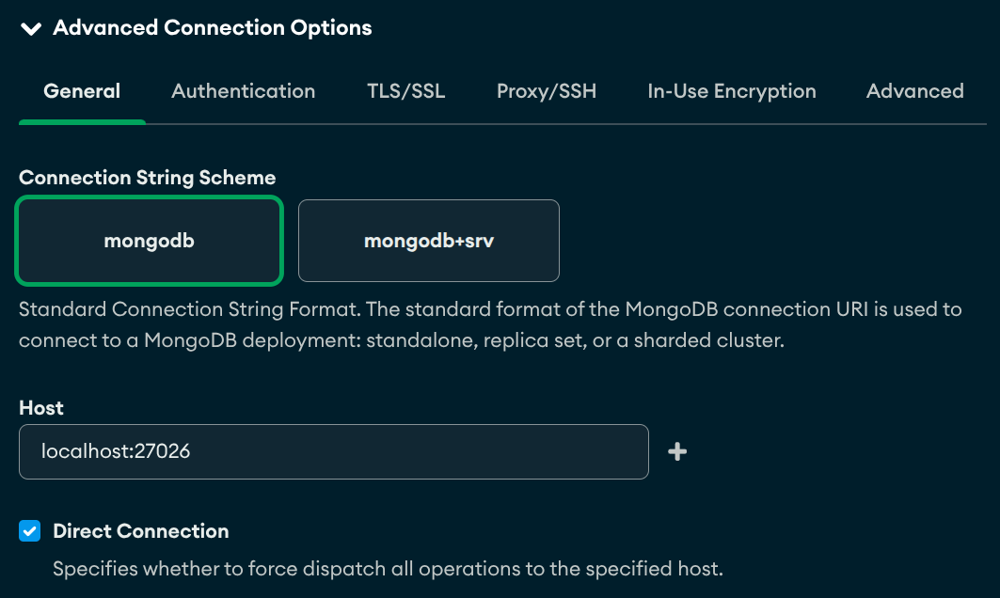 Advanced Connection Options
General Authentication TLS/SSL Proxy/SSH In-Use Encryption Advanced
Connection String Scheme
mongodb mongodb+srv
Standard Connection String Format. The standard format of the MongoDB connection URI is used to
connect to a MongoDB deployment: standalone, replica set, or a sharded cluster.
Host
localhost:27026
Direct Connection
Specifies whether to force dispatch all operations to the specified host.